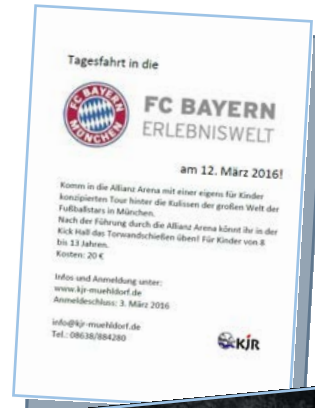 Tagesfahrt in die
FC BAYERN
MÜNCHEN
FC BAYERN
ERLEBNISWELT
am 12. März 2016!
Komm in die Allianz Arena mit einer eigens für Kinder
konzipierten Tour hinter die Kulissen der großen Welt der
Fußballstars in München.
Nach der Führung durch die Allianz Arena könnt ihr in der
Kick Hall das Torwandschießen üben! Für Kinder von 8
bis 13 Jahren.
Kosten: 20 €
Infos und Anmeldung unter:
www.kjr-muehldorf.de
Anmeldeschluss: 3. März 2016
info@kjr-muehldorf.de
Tel.: 08638/884280
KJR